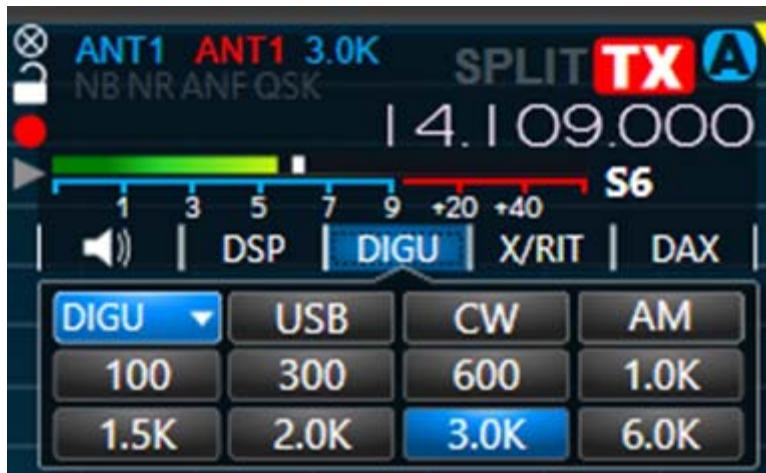 ANT1 ANT1 3.0K SPLIT TX A
NB NR ANF QSK
14.109.000
S6
1 3 5 7 9 +20 +40
DSP DIGU X/RIT DAX
DIGU USB CW AM
100 300 600 1.0K
1.5K 2.0K 3.0K 6.0K